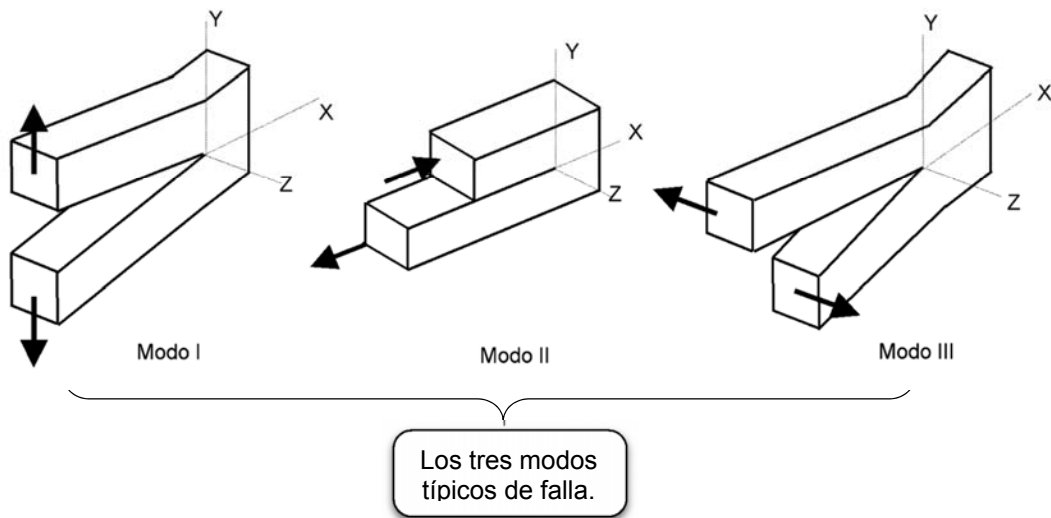 Y
X
Z
Modo I
Y
X
Z
Modo II
Y
X
Z
Modo III
Los tres modos
típicos de falla.